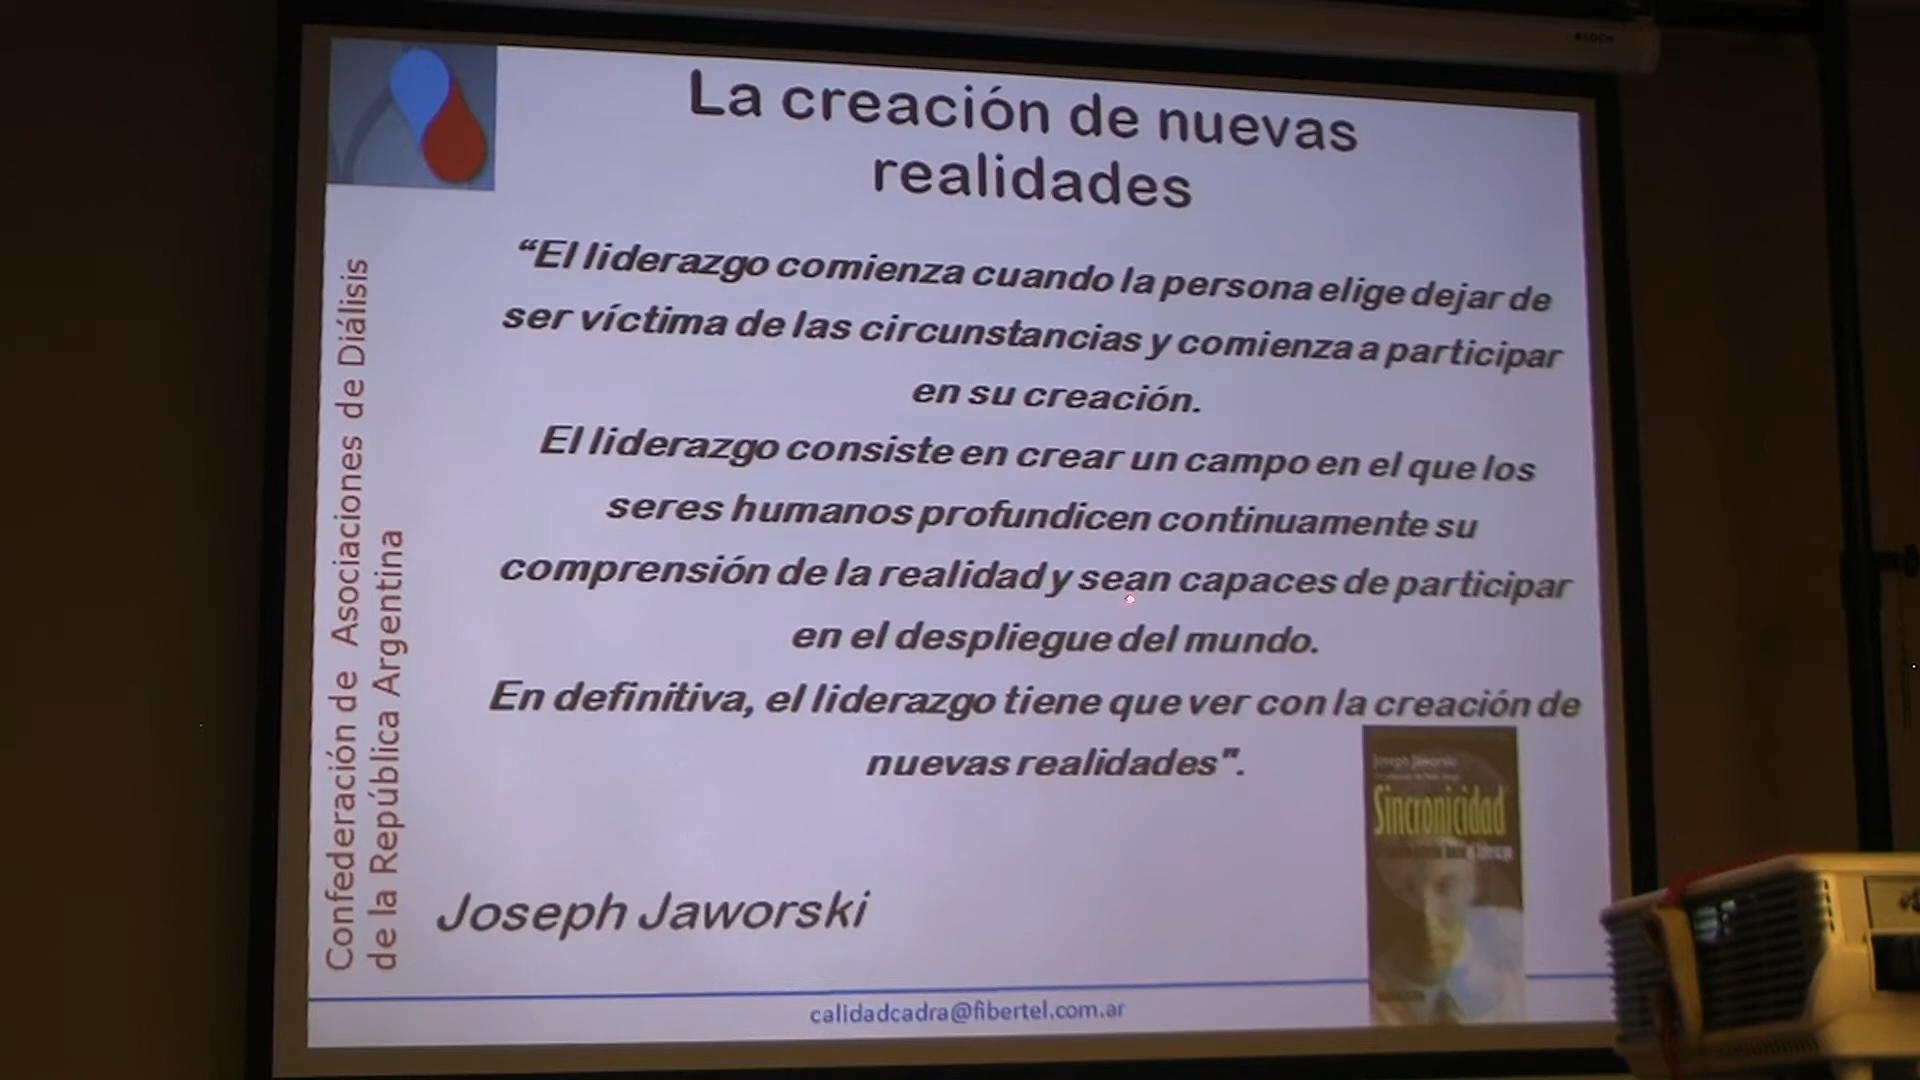 La creación de nuevas
realidades
“El liderazgo comienza cuando la persona elige dejar de
ser víctima de las circunstancias y comienza a participar
en su creación.
El liderazgo consiste en crear un campo en el que los
seres humanos profundicen continuamente su
comprensión de la realidad y sean capaces de participar
en el despliegue del mundo.
En definitiva, el liderazgo tiene que ver con la creación de
nuevas realidades".
Joseph Jaworski
Confederación de Asociaciones de Diálisis
de la República Argentina
Joseph Jaworski
Sincronicidad
calidadcadra@fibertel.com.ar